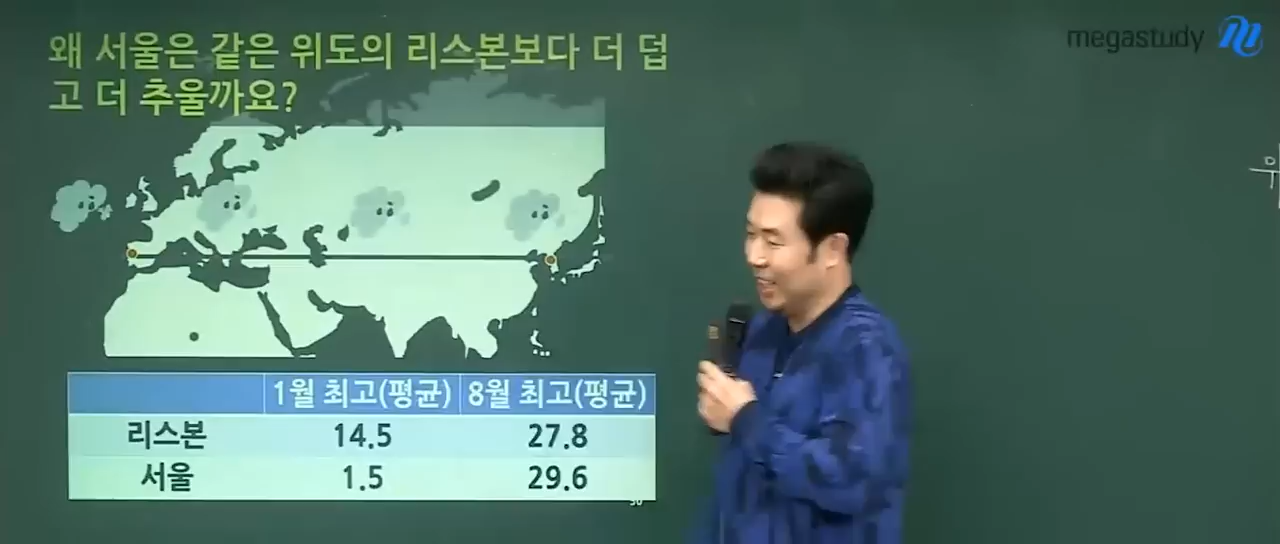 왜 서울은 같은 위도의 리스본보다 더 덥
고 더 추울까요?
megastudy
1월 최고(평균) 8월 최고(평균)
리스본 14.5 27.8
서울 1.5 29.6
30